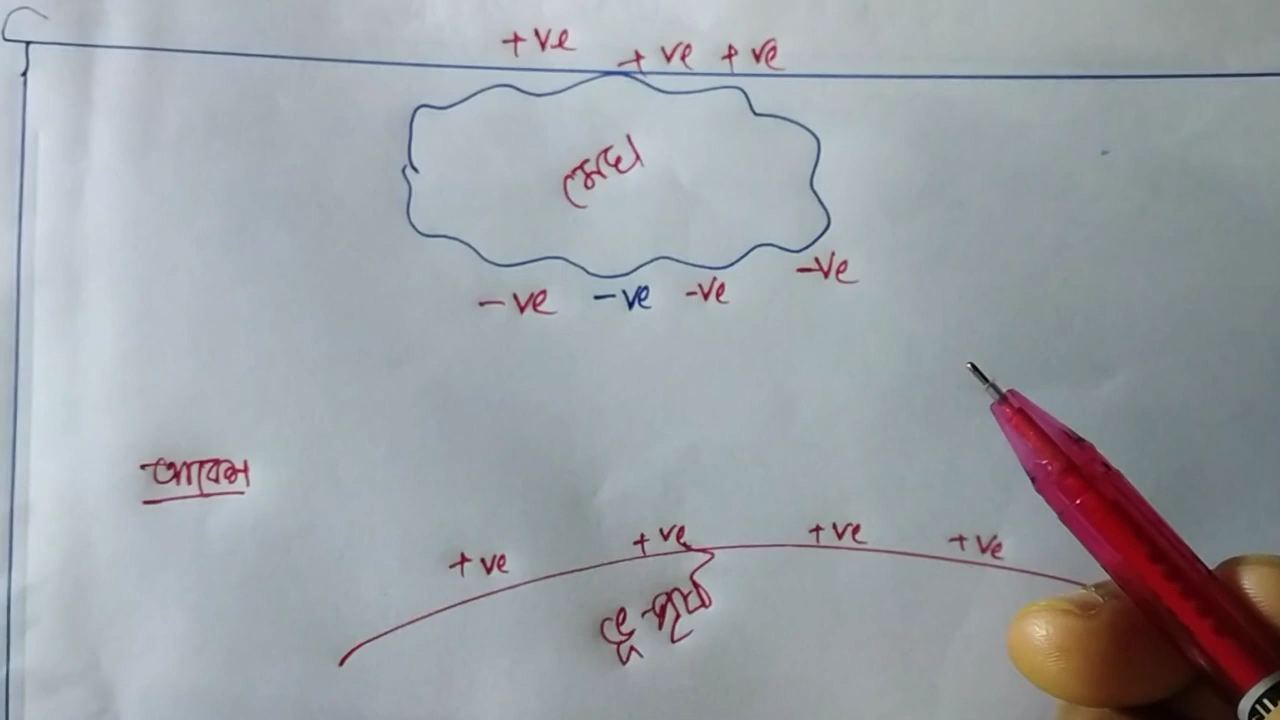 +ve + ve + ve
মেঘ
-ve -ve -ve -ve
আবেশ
+ve +ve +ve +ve
ভূ-পৃষ্ঠ